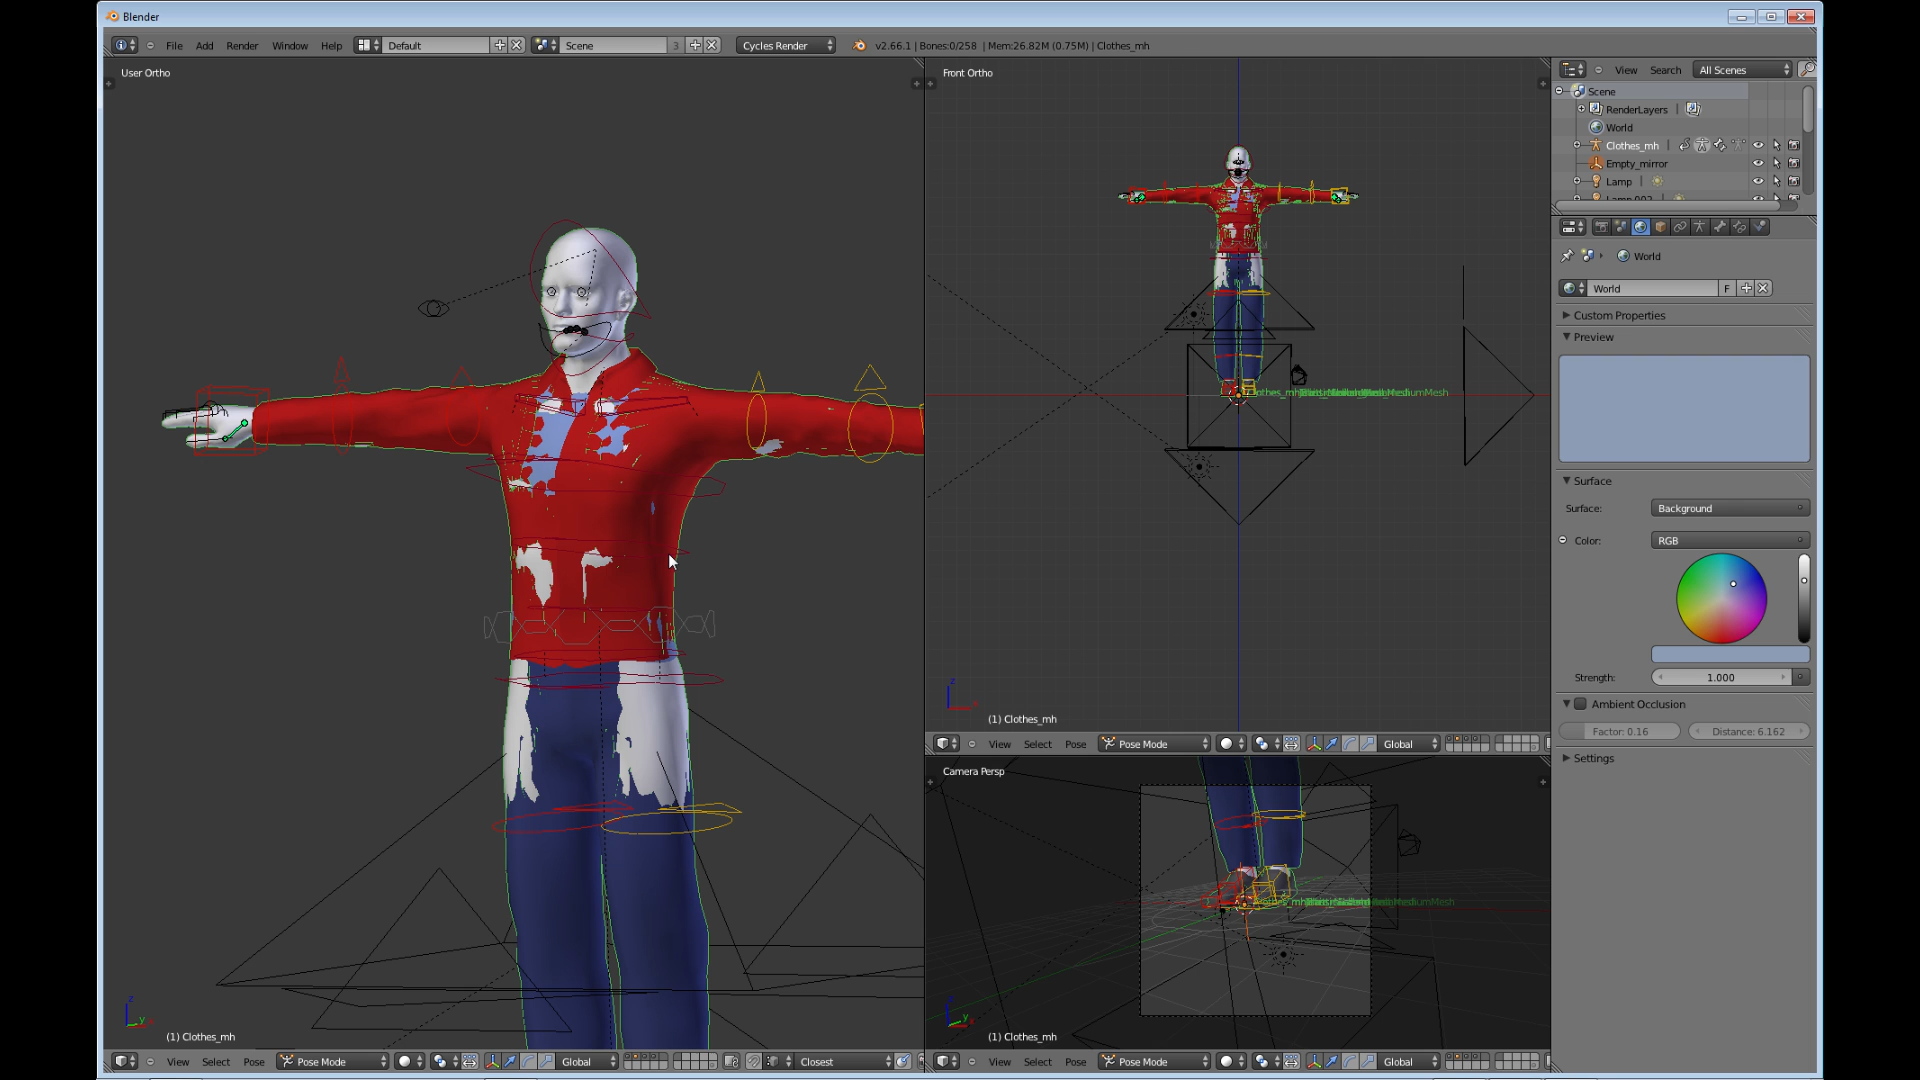 Blender
File Add Render Window Help Default Scene 3 Cycles Render v2.66.1 | Bones:0/258 | Mem:26.82M (0.75M) | Clothes_mh
User Ortho
Front Ortho
View Search All Scenes
Scene
RenderLayers
World
Clothes_mh
Empty_mirror
Lamp
World
World F
Custom Properties
Preview
Surface
Surface: Background
Color: RGB
Strength: 1.000
Ambient Occlusion
Factor: 0.16 Distance: 6.162
Settings
(1) Clothes_mh
View Select Pose Pose Mode Global
Camera Persp
(1) Clothes_mh
(1) Clothes_mh
View Select Pose Pose Mode Global Closest
View Select Pose Pose Mode Global